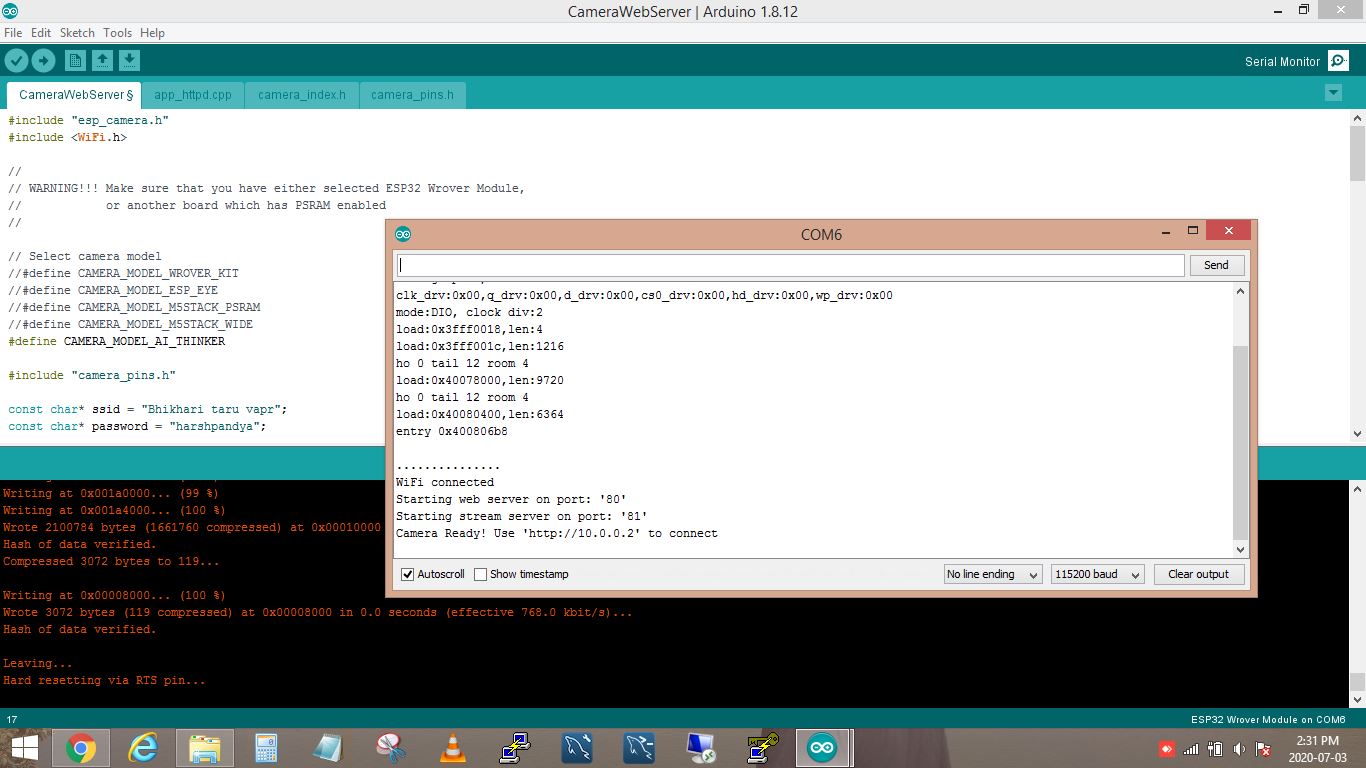 CameraWebServer | Arduino 1.8.12
File Edit Sketch Tools Help
Serial Monitor
CameraWebServer § app_httpd.cpp camera_index.h camera_pins.h
#include "esp_camera.h"
#include <WiFi.h>
//
// WARNING!!! Make sure that you have either selected ESP32 Wrover Module,
// or another board which has PSRAM enabled
//
// Select camera model
//#define CAMERA_MODEL_WROVER_KIT
//#define CAMERA_MODEL_ESP_EYE
//#define CAMERA_MODEL_M5STACK_PSRAM
//#define CAMERA_MODEL_M5STACK_WIDE
#define CAMERA_MODEL_AI_THINKER
#include "camera_pins.h"
const char* ssid = "Bhikhari taru vapr";
const char* password = "harshpandya";
COM6
Send
clk_drv:0x00,q_drv:0x00,d_drv:0x00,cs0_drv:0x00,hd_drv:0x00,wp_drv:0x00
mode:DIO, clock div:2
load:0x3fff0018,len:4
load:0x3fff001c,len:1216
ho 0 tail 12 room 4
load:0x40078000,len:9720
ho 0 tail 12 room 4
load:0x40080400,len:6364
entry 0x400806b8
...............
WiFi connected
Starting web server on port: '80'
Starting stream server on port: '81'
Camera Ready! Use 'http://10.0.0.2' to connect
Autoscroll Show timestamp No line ending 115200 baud Clear output
Writing at 0x001a0000... (99 %)
Writing at 0x001a4000... (100 %)
Wrote 2100784 bytes (1661760 compressed) at 0x00010000
Hash of data verified.
Compressed 3072 bytes to 119...
Writing at 0x00008000... (100 %)
Wrote 3072 bytes (119 compressed) at 0x00008000 in 0.0 seconds (effective 768.0 kbit/s)...
Hash of data verified.
Leaving...
Hard resetting via RTS pin...
17 ESP32 Wrover Module on COM6
2:31 PM
2020-07-03